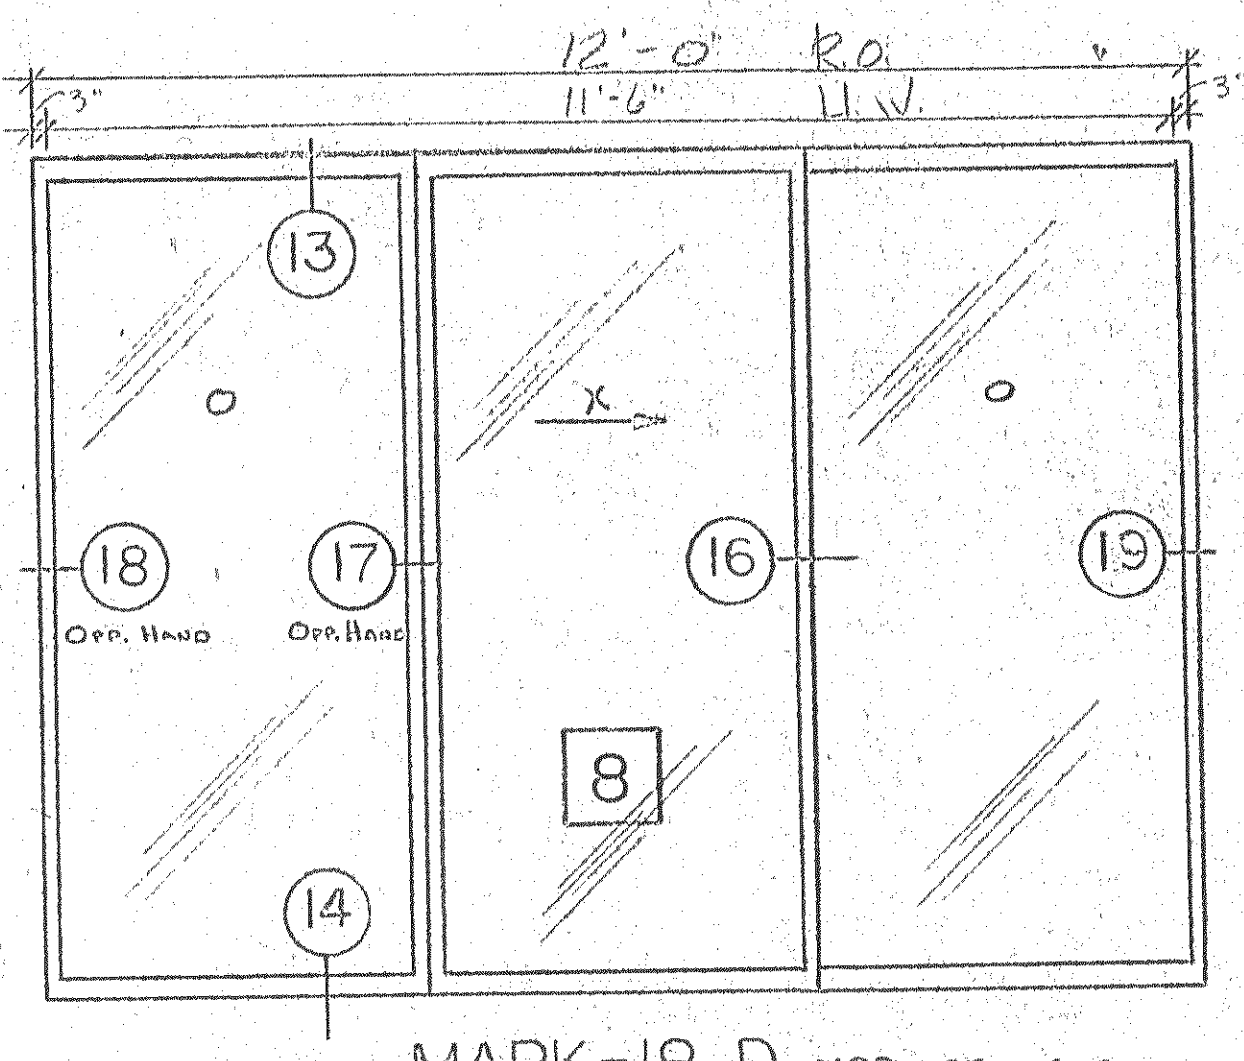 12'-0" R.O.
3" 11'-6" U.W. 3"
13
O X O
18 17 16 19
OPP. HAND OPP. HAND
8
14
MARK-18 D